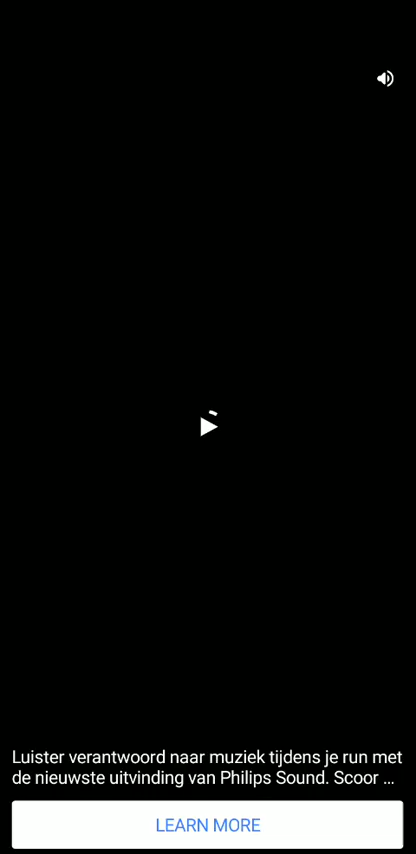 Luister verantwoord naar muziek tijdens je run met
de nieuwste uitvinding van Philips Sound. Scoor ...
LEARN MORE